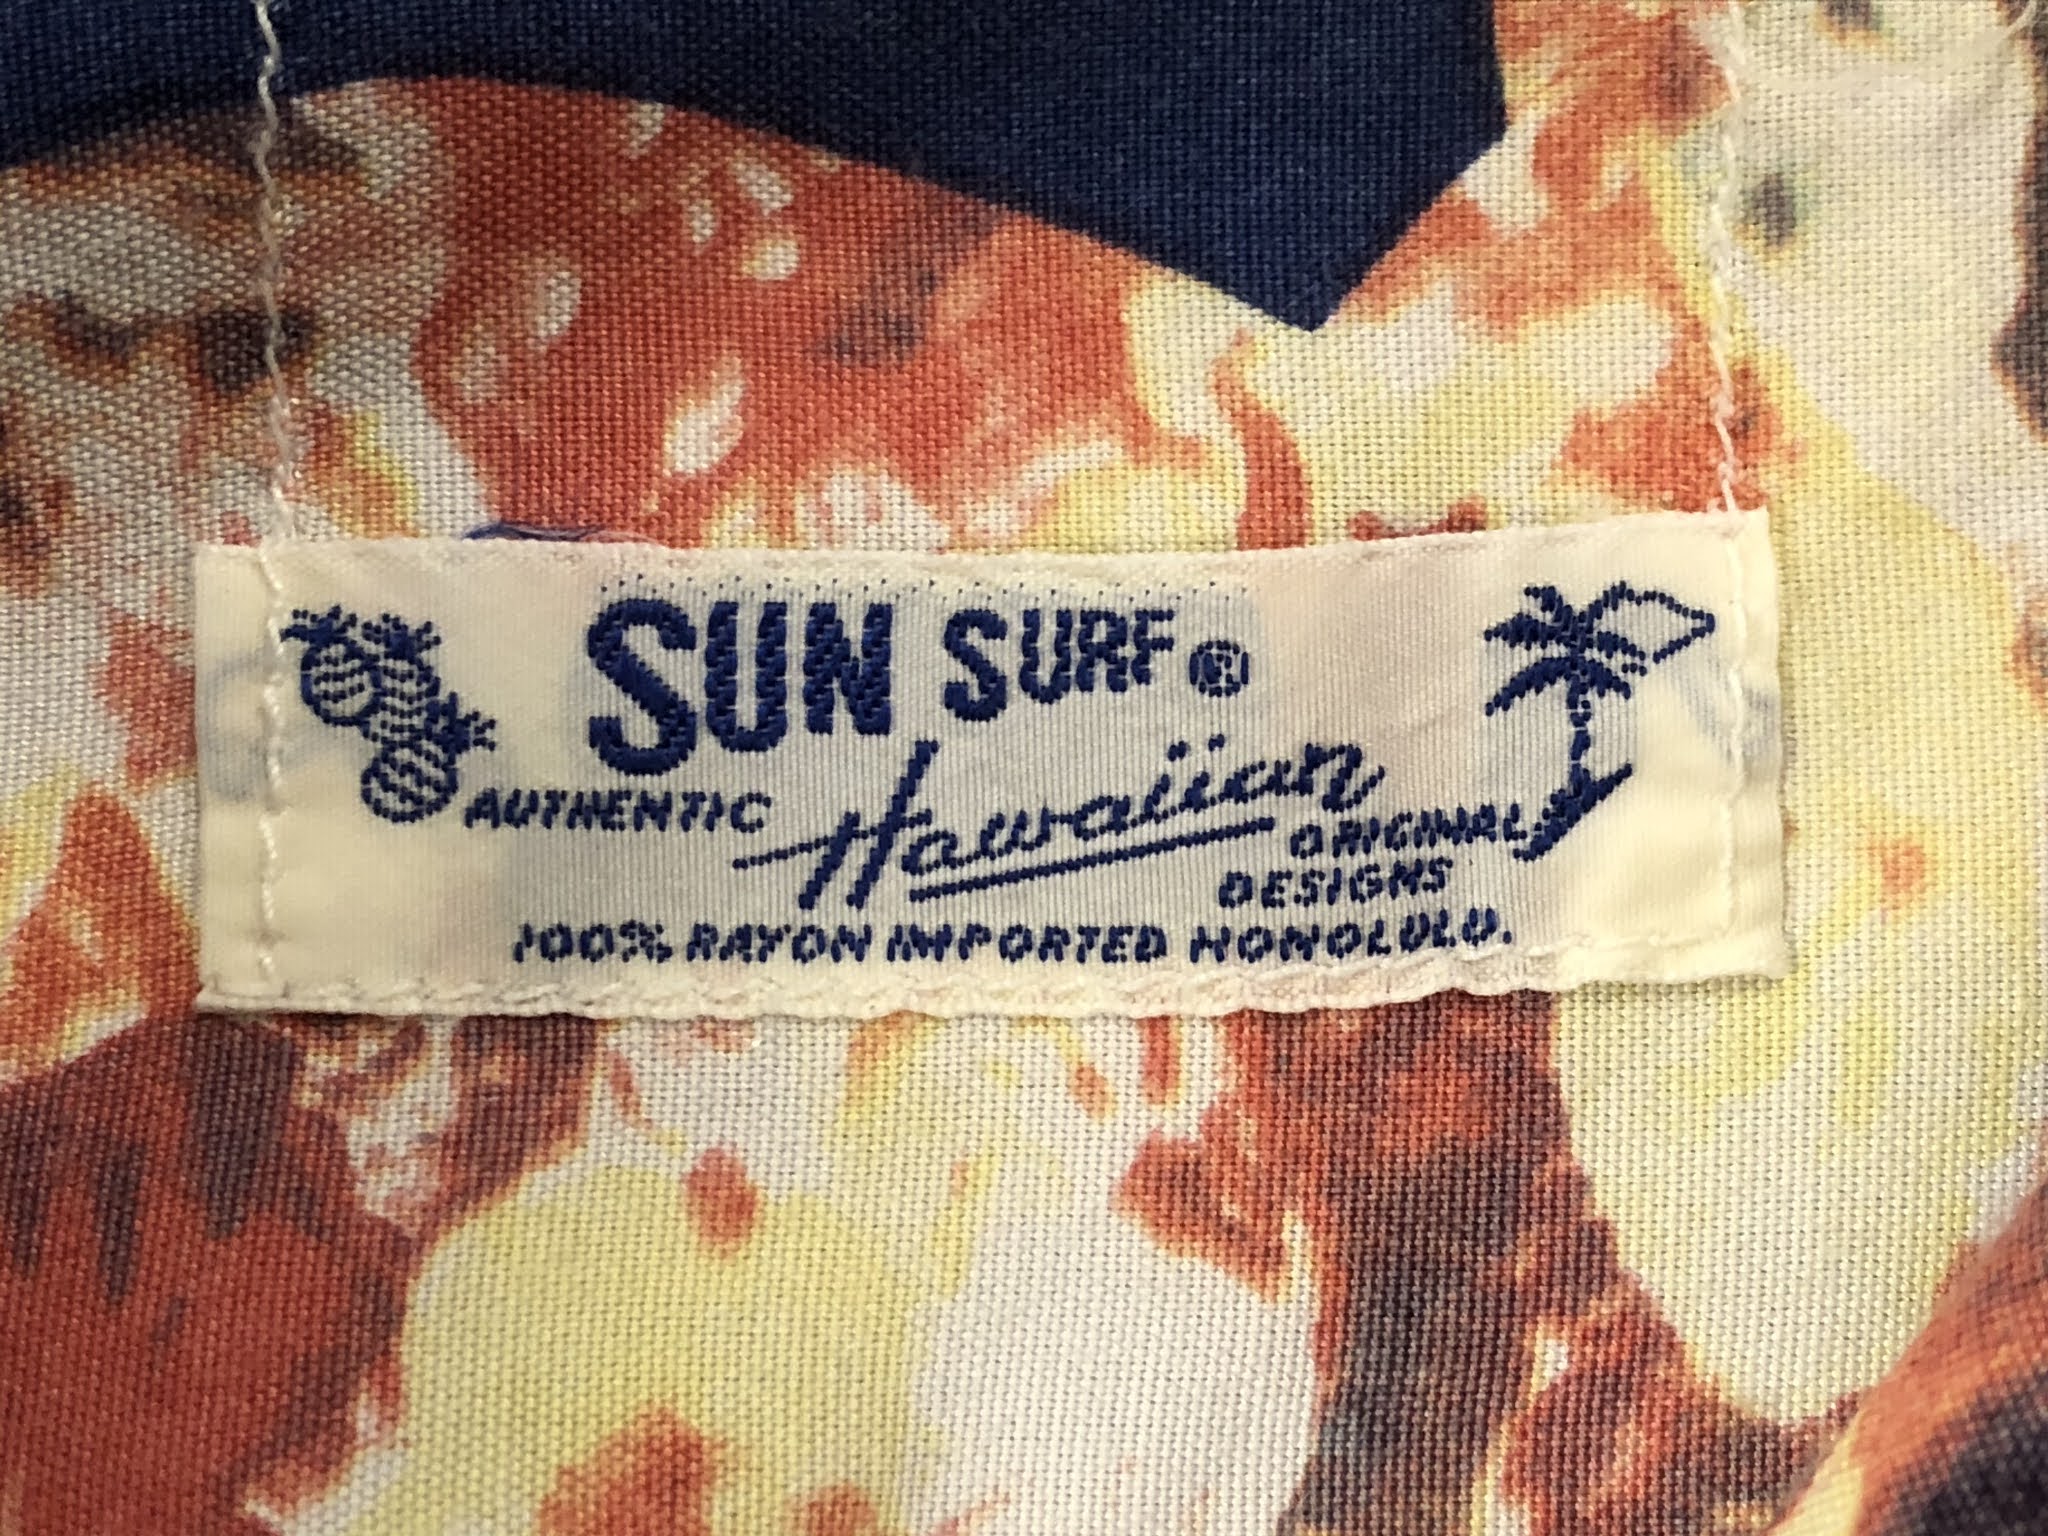 SUN SURF®
AUTHENTIC Hawaiian ORIGINAL
DESIGNS
100% RAYON IMPORTED HONOLULU.